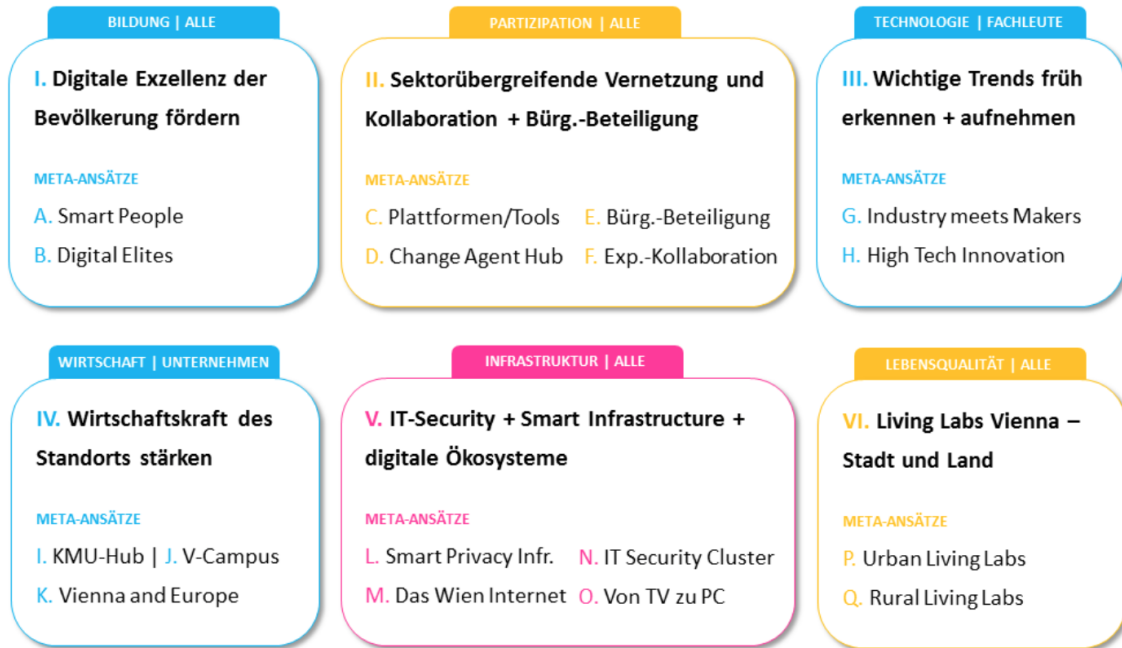 BILDUNG | ALLE
I. Digitale Exzellenz der
Bevölkerung fördern
META-ANSÄTZE
A. Smart People
B. Digital Elites
PARTIZIPATION | ALLE
II. Sektorübergreifende Vernetzung und
Kollaboration + Bürg.-Beteiligung
META-ANSÄTZE
C. Plattformen/Tools E. Bürg.-Beteiligung
D. Change Agent Hub F. Exp.-Kollaboration
TECHNOLOGIE | FACHLEUTE
III. Wichtige Trends früh
erkennen + aufnehmen
META-ANSÄTZE
G. Industry meets Makers
H. High Tech Innovation
WIRTSCHAFT | UNTERNEHMEN
IV. Wirtschaftskraft des
Standorts stärken
META-ANSÄTZE
I. KMU-Hub | J. V-Campus
K. Vienna and Europe
INFRASTRUKTUR | ALLE
V. IT-Security + Smart Infrastructure +
digitale Ökosysteme
META-ANSÄTZE
L. Smart Privacy Infr. N. IT Security Cluster
M. Das Wien Internet O. Von TV zu PC
LEBENSQUALITÄT | ALLE
VI. Living Labs Vienna –
Stadt und Land
META-ANSÄTZE
P. Urban Living Labs
Q. Rural Living Labs